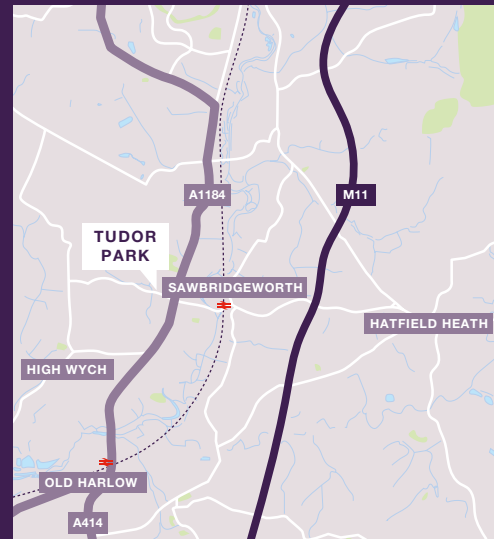 A1184
M11
TUDOR
PARK
SAWBRIDGEWORTH
HATFIELD HEATH
HIGH WYCH
OLD HARLOW
A414